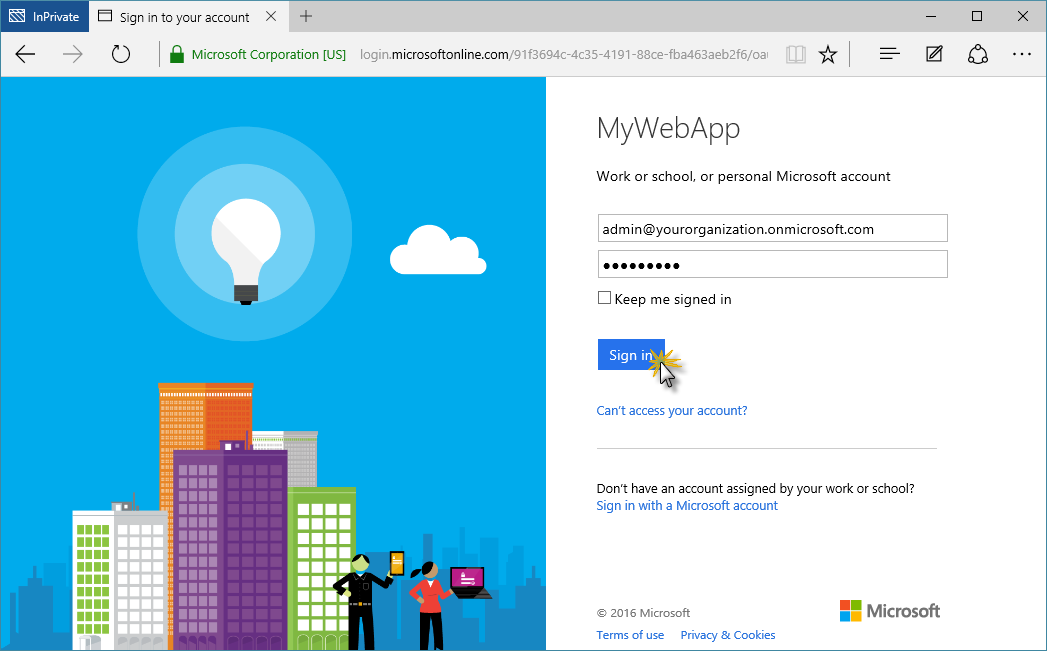 InPrivate
Sign in to your account
Microsoft Corporation [US] login.microsoftonline.com/91f3694c-4c35-4191-88ce-fba463aeb2f6/oa
MyWebApp
Work or school, or personal Microsoft account
admin@yourorganization.onmicrosoft.com
●●●●●●●●●
Keep me signed in
Sign in
Can't access your account?
Don't have an account assigned by your work or school?
Sign in with a Microsoft account
© 2016 Microsoft
Microsoft
Terms of use Privacy & Cookies